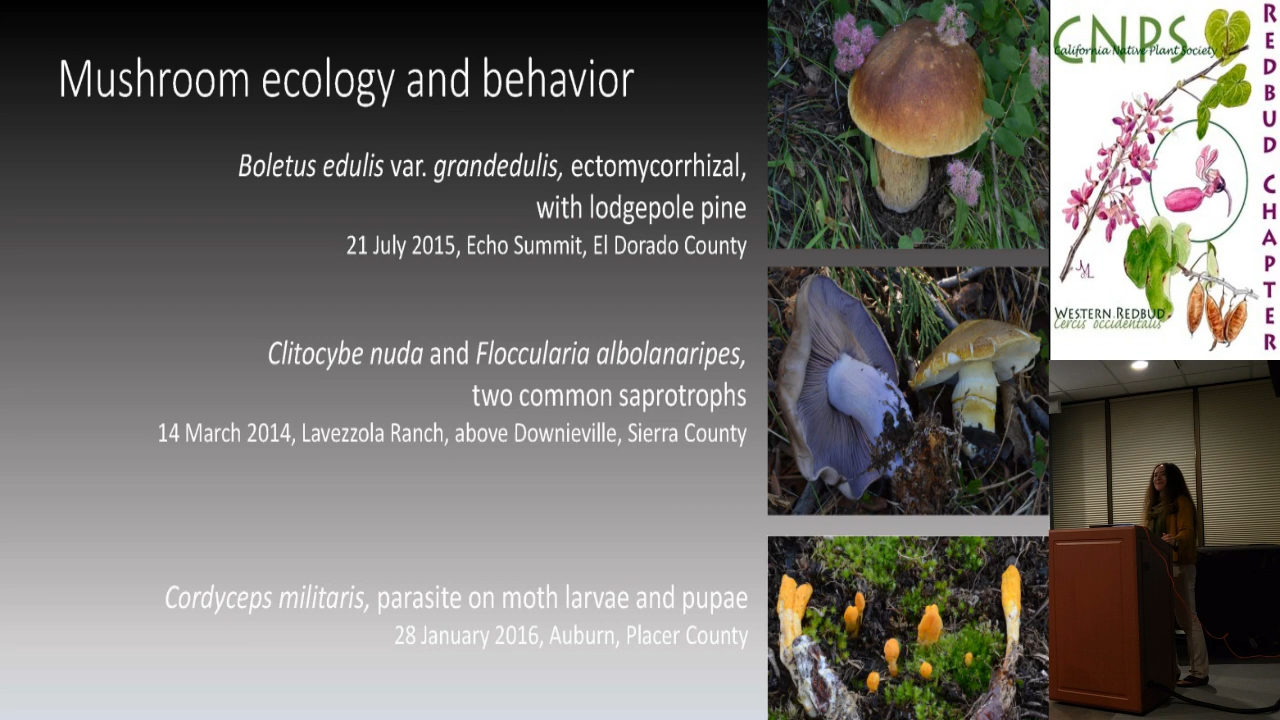 Mushroom ecology and behavior
Boletus edulis var. grandedulis, ectomycorrhizal,
with lodgepole pine
21 July 2015, Echo Summit, El Dorado County
Clitocybe nuda and Floccularia albolanaripes,
two common saprotrophs
14 March 2014, Lavezzola Ranch, above Downieville, Sierra County
Cordyceps militaris, parasite on moth larvae and pupae
28 January 2016, Auburn, Placer County
CNPS
California Native Plant Society
REDBUD CHAPTER
WESTERN REDBUD
Cercis occidentalis